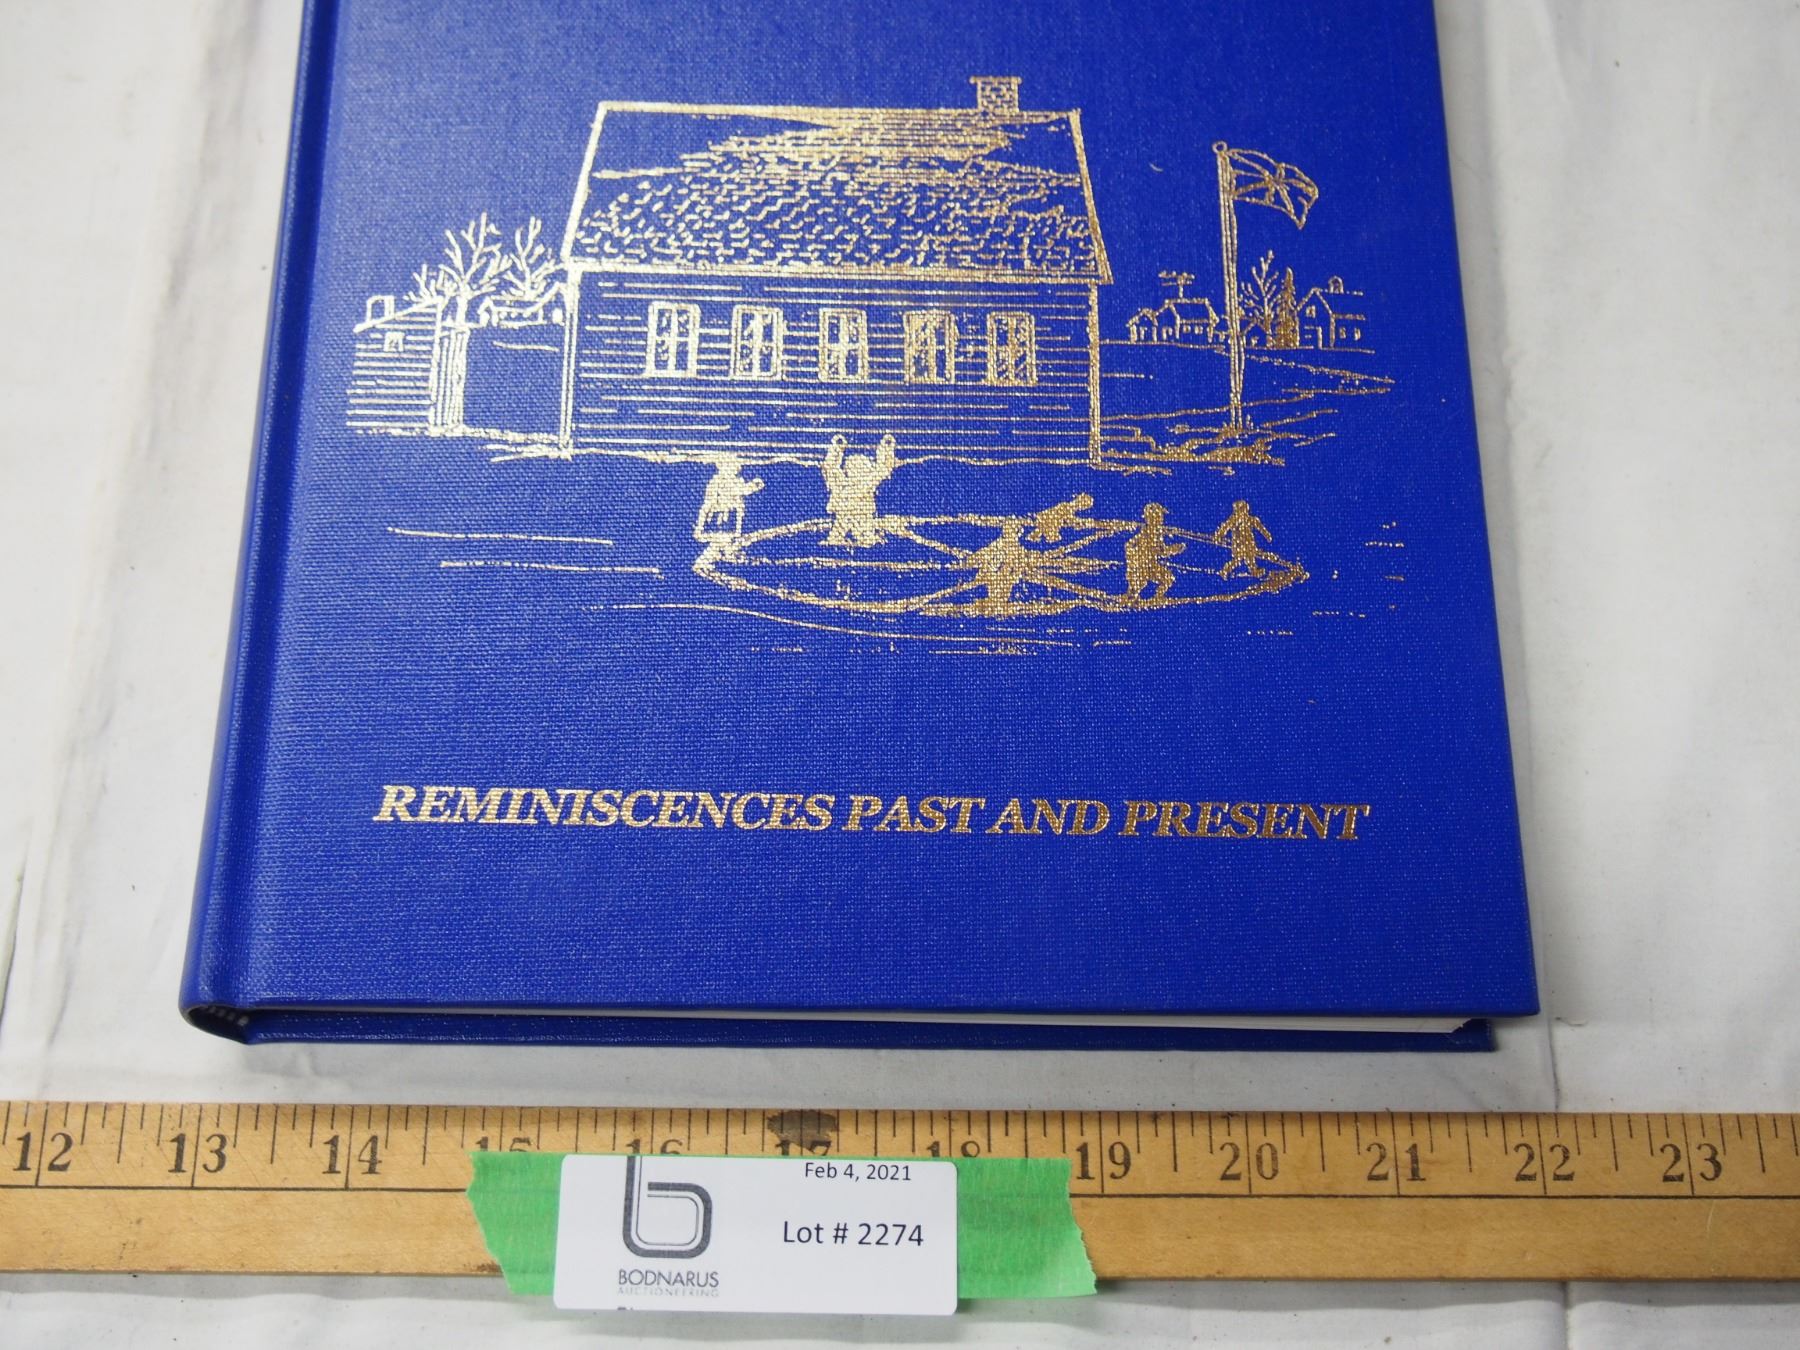 REMINISCENCES PAST AND PRESENT
12 13 14 15 16 17 18 19 20 21 22 23
Feb 4, 2021
Lot # 2274
BODNARUS
AUCTIONEERING